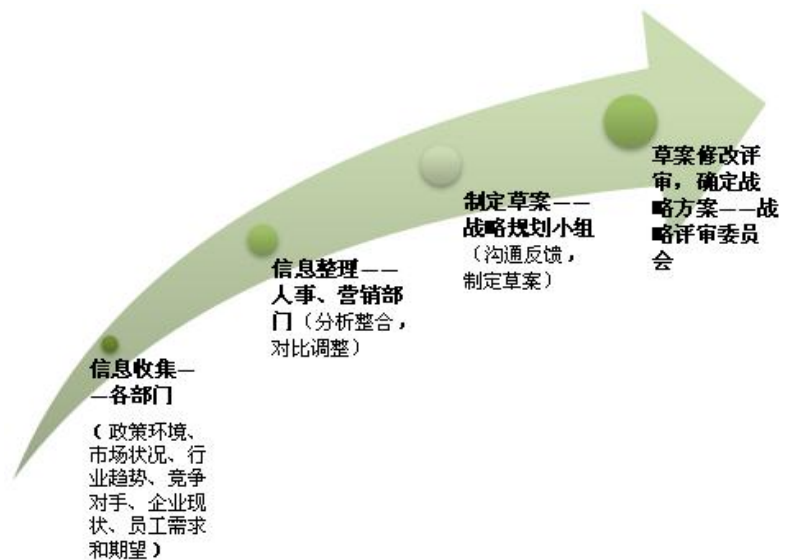 信息收集—
—各部门
（政策环境、
市场状况、行
业趋势、竞争
对手、企业现
状、员工需求
和期望）
信息整理——
人事、营销部
门（分析整合，
对比调整）
制定草案——
战略规划小组
（沟通反馈，
制定草案）
草案修改评
审，确定战
略方案——战
略评审委员
会